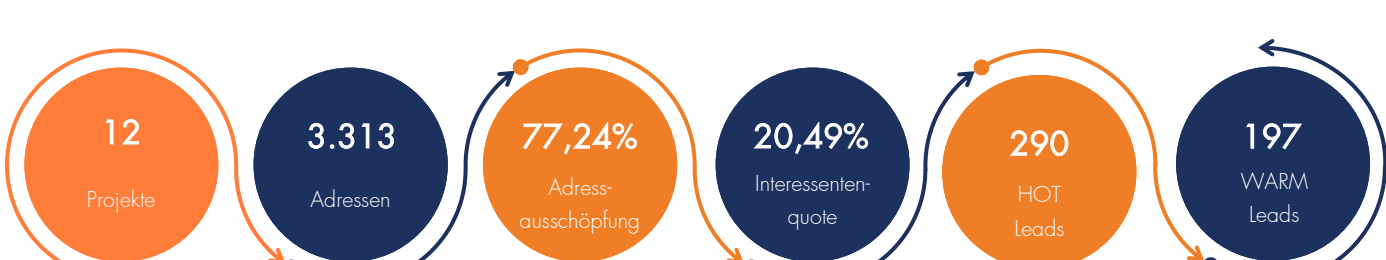 12
Projekte
3.313
Adressen
77,24%
Adress-
ausschöpfung
20,49%
Interessenten-
quote
290
HOT
Leads
197
WARM
Leads